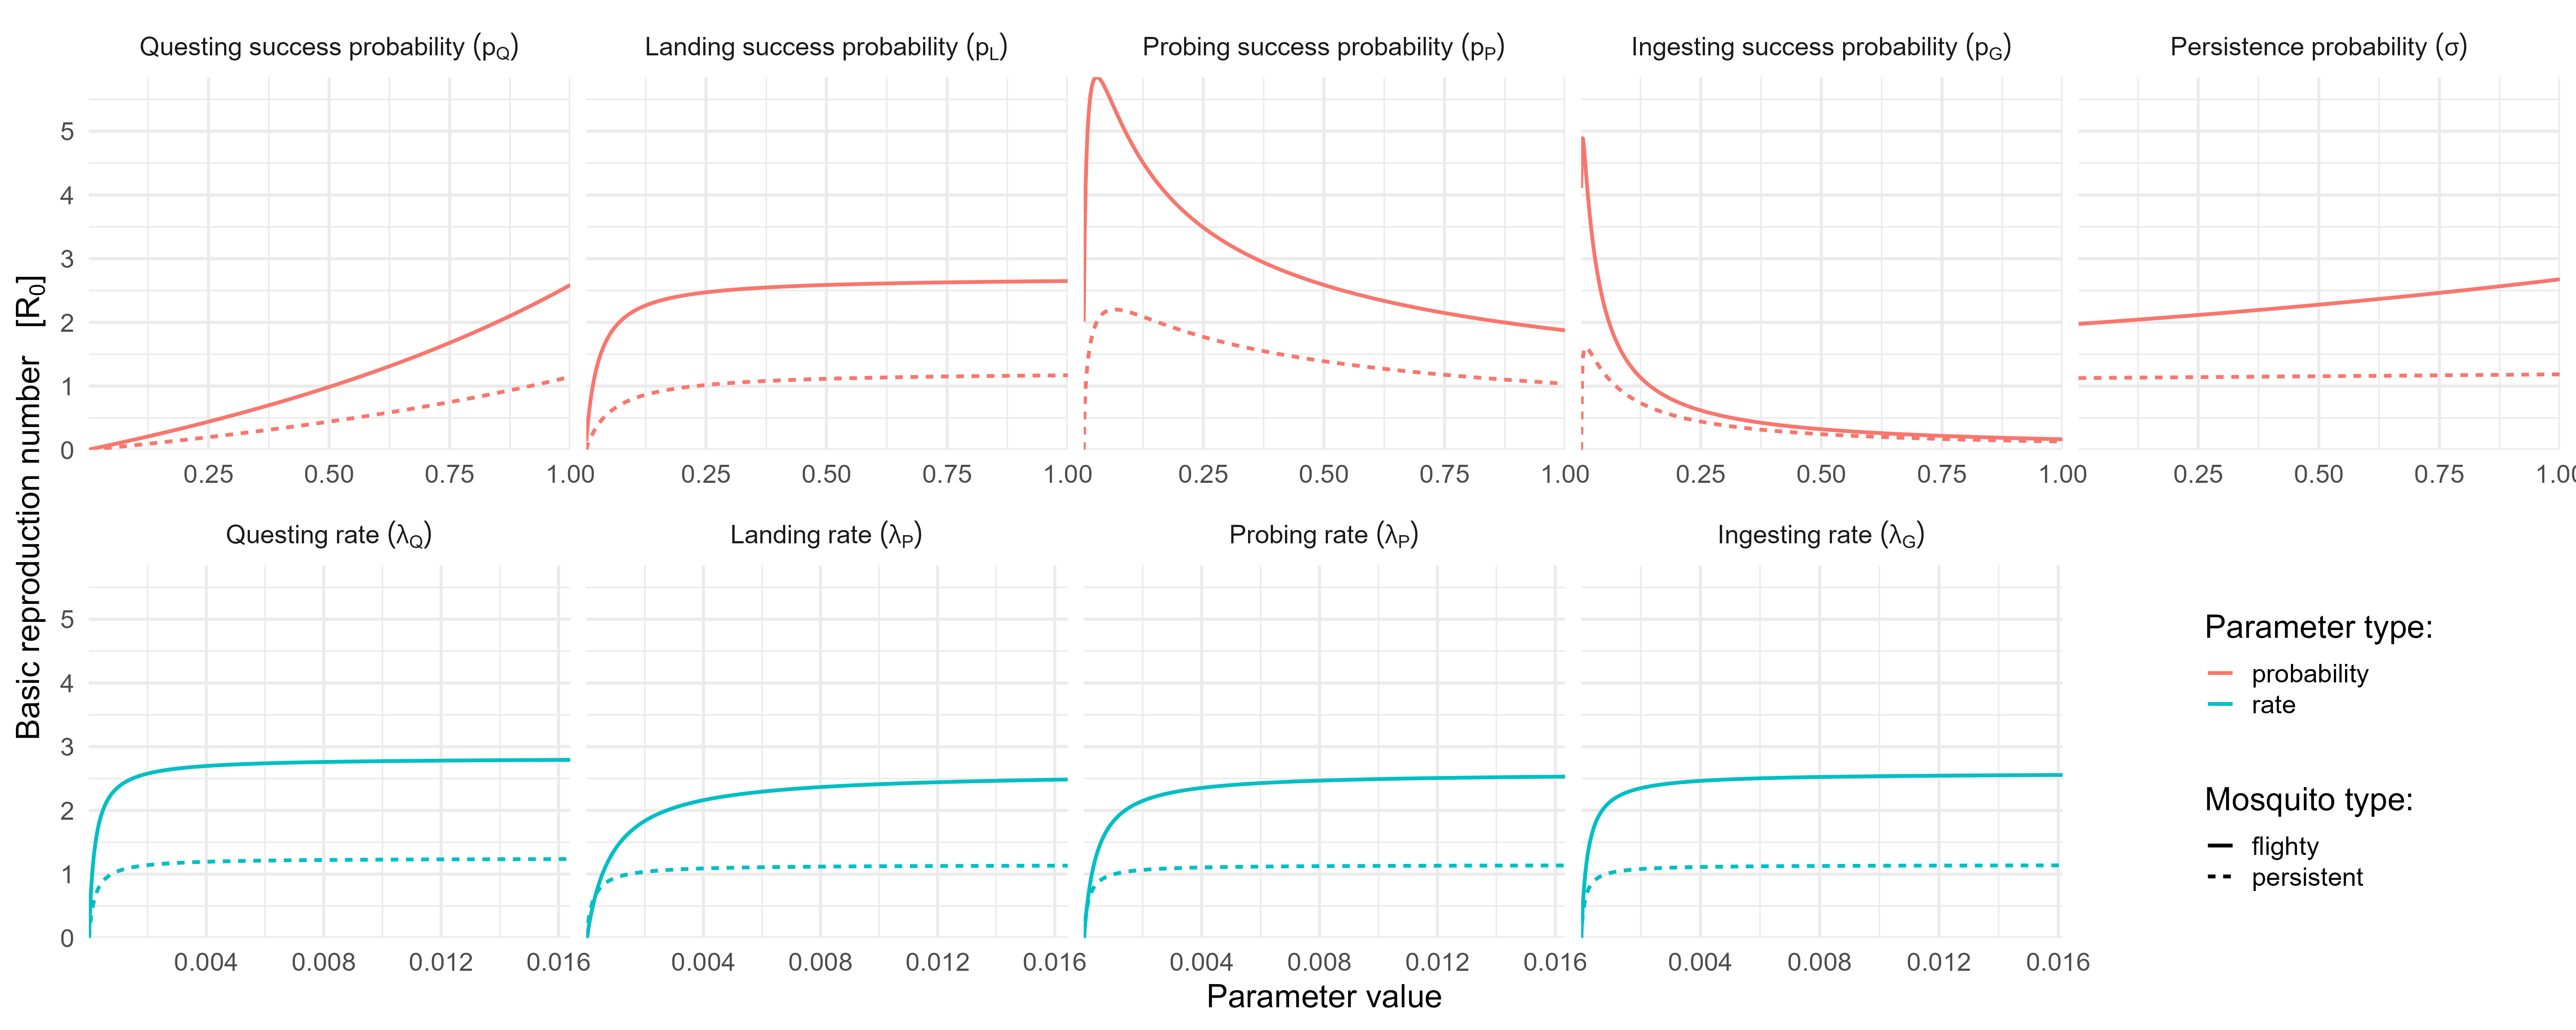 Questing success probability (pQ)
Landing success probability (pL)
Probing success probability (pP)
Ingesting success probability (pG)
Persistence probability (σ)
5
4
3
2
1
0
0.25 0.50 0.75 1.00
0.25 0.50 0.75 1.00
0.25 0.50 0.75 1.00
0.25 0.50 0.75 1.00
0.25 0.50 0.75 1.00
Basic reproduction number [R0]
Questing rate (λQ)
Landing rate (λP)
Probing rate (λP)
Ingesting rate (λG)
5
4
3
2
1
0
0.004 0.008 0.012 0.016
0.004 0.008 0.012 0.016
0.004 0.008 0.012 0.016
0.004 0.008 0.012 0.016
Parameter value
Parameter type:
probability
rate
Mosquito type:
flighty
persistent